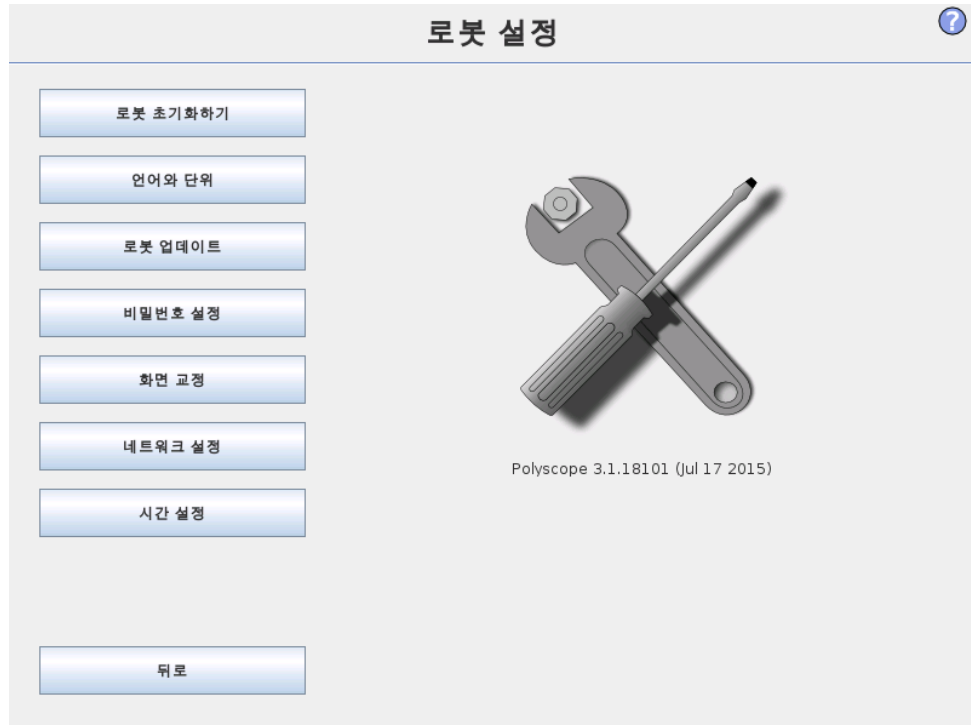 로봇 설정
?
로봇 초기화하기
언어와 단위
로봇 업데이트
비밀번호 설정
화면 교정
네트워크 설정
시간 설정
Polyscope 3.1.18101 (Jul 17 2015)
뒤로